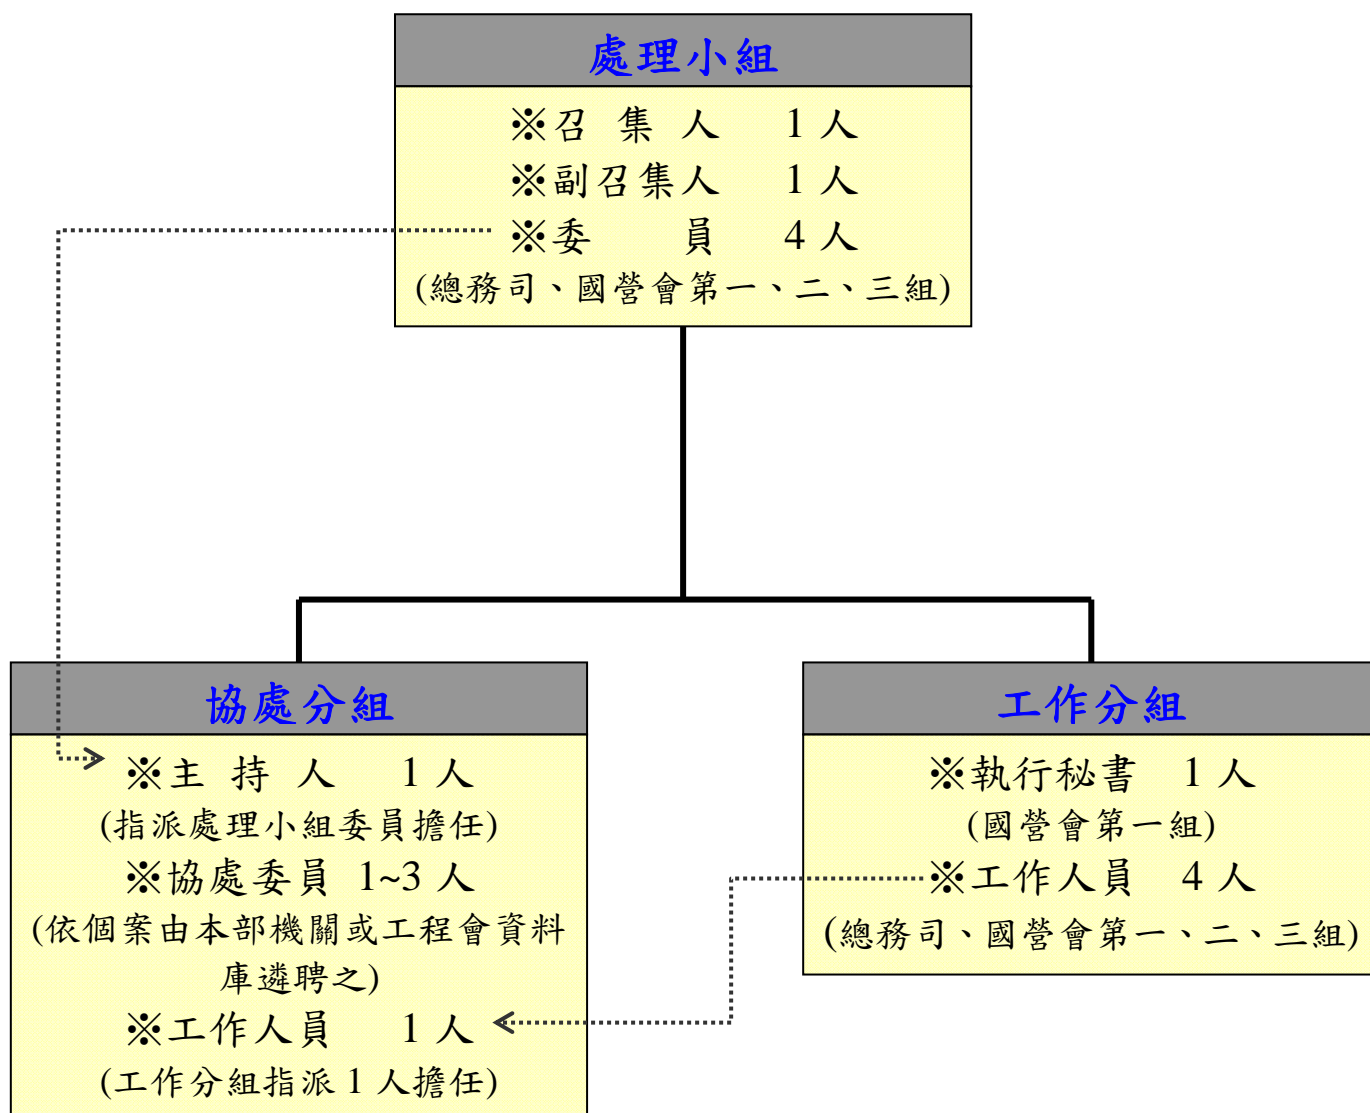 處理小組
※召 集 人 1 人
※副召集人 1 人
※委 員 4 人
(總務司、國營會第一、二、三組)
協處分組
※主 持 人 1 人
(指派處理小組委員擔任)
※協處委員 1~3 人
(依個案由本部機關或工程會資料
庫遴聘之)
※工作人員 1 人
(工作分組指派 1 人擔任)
工作分組
※執行秘書 1 人
(國營會第一組)
※工作人員 4 人
(總務司、國營會第一、二、三組)